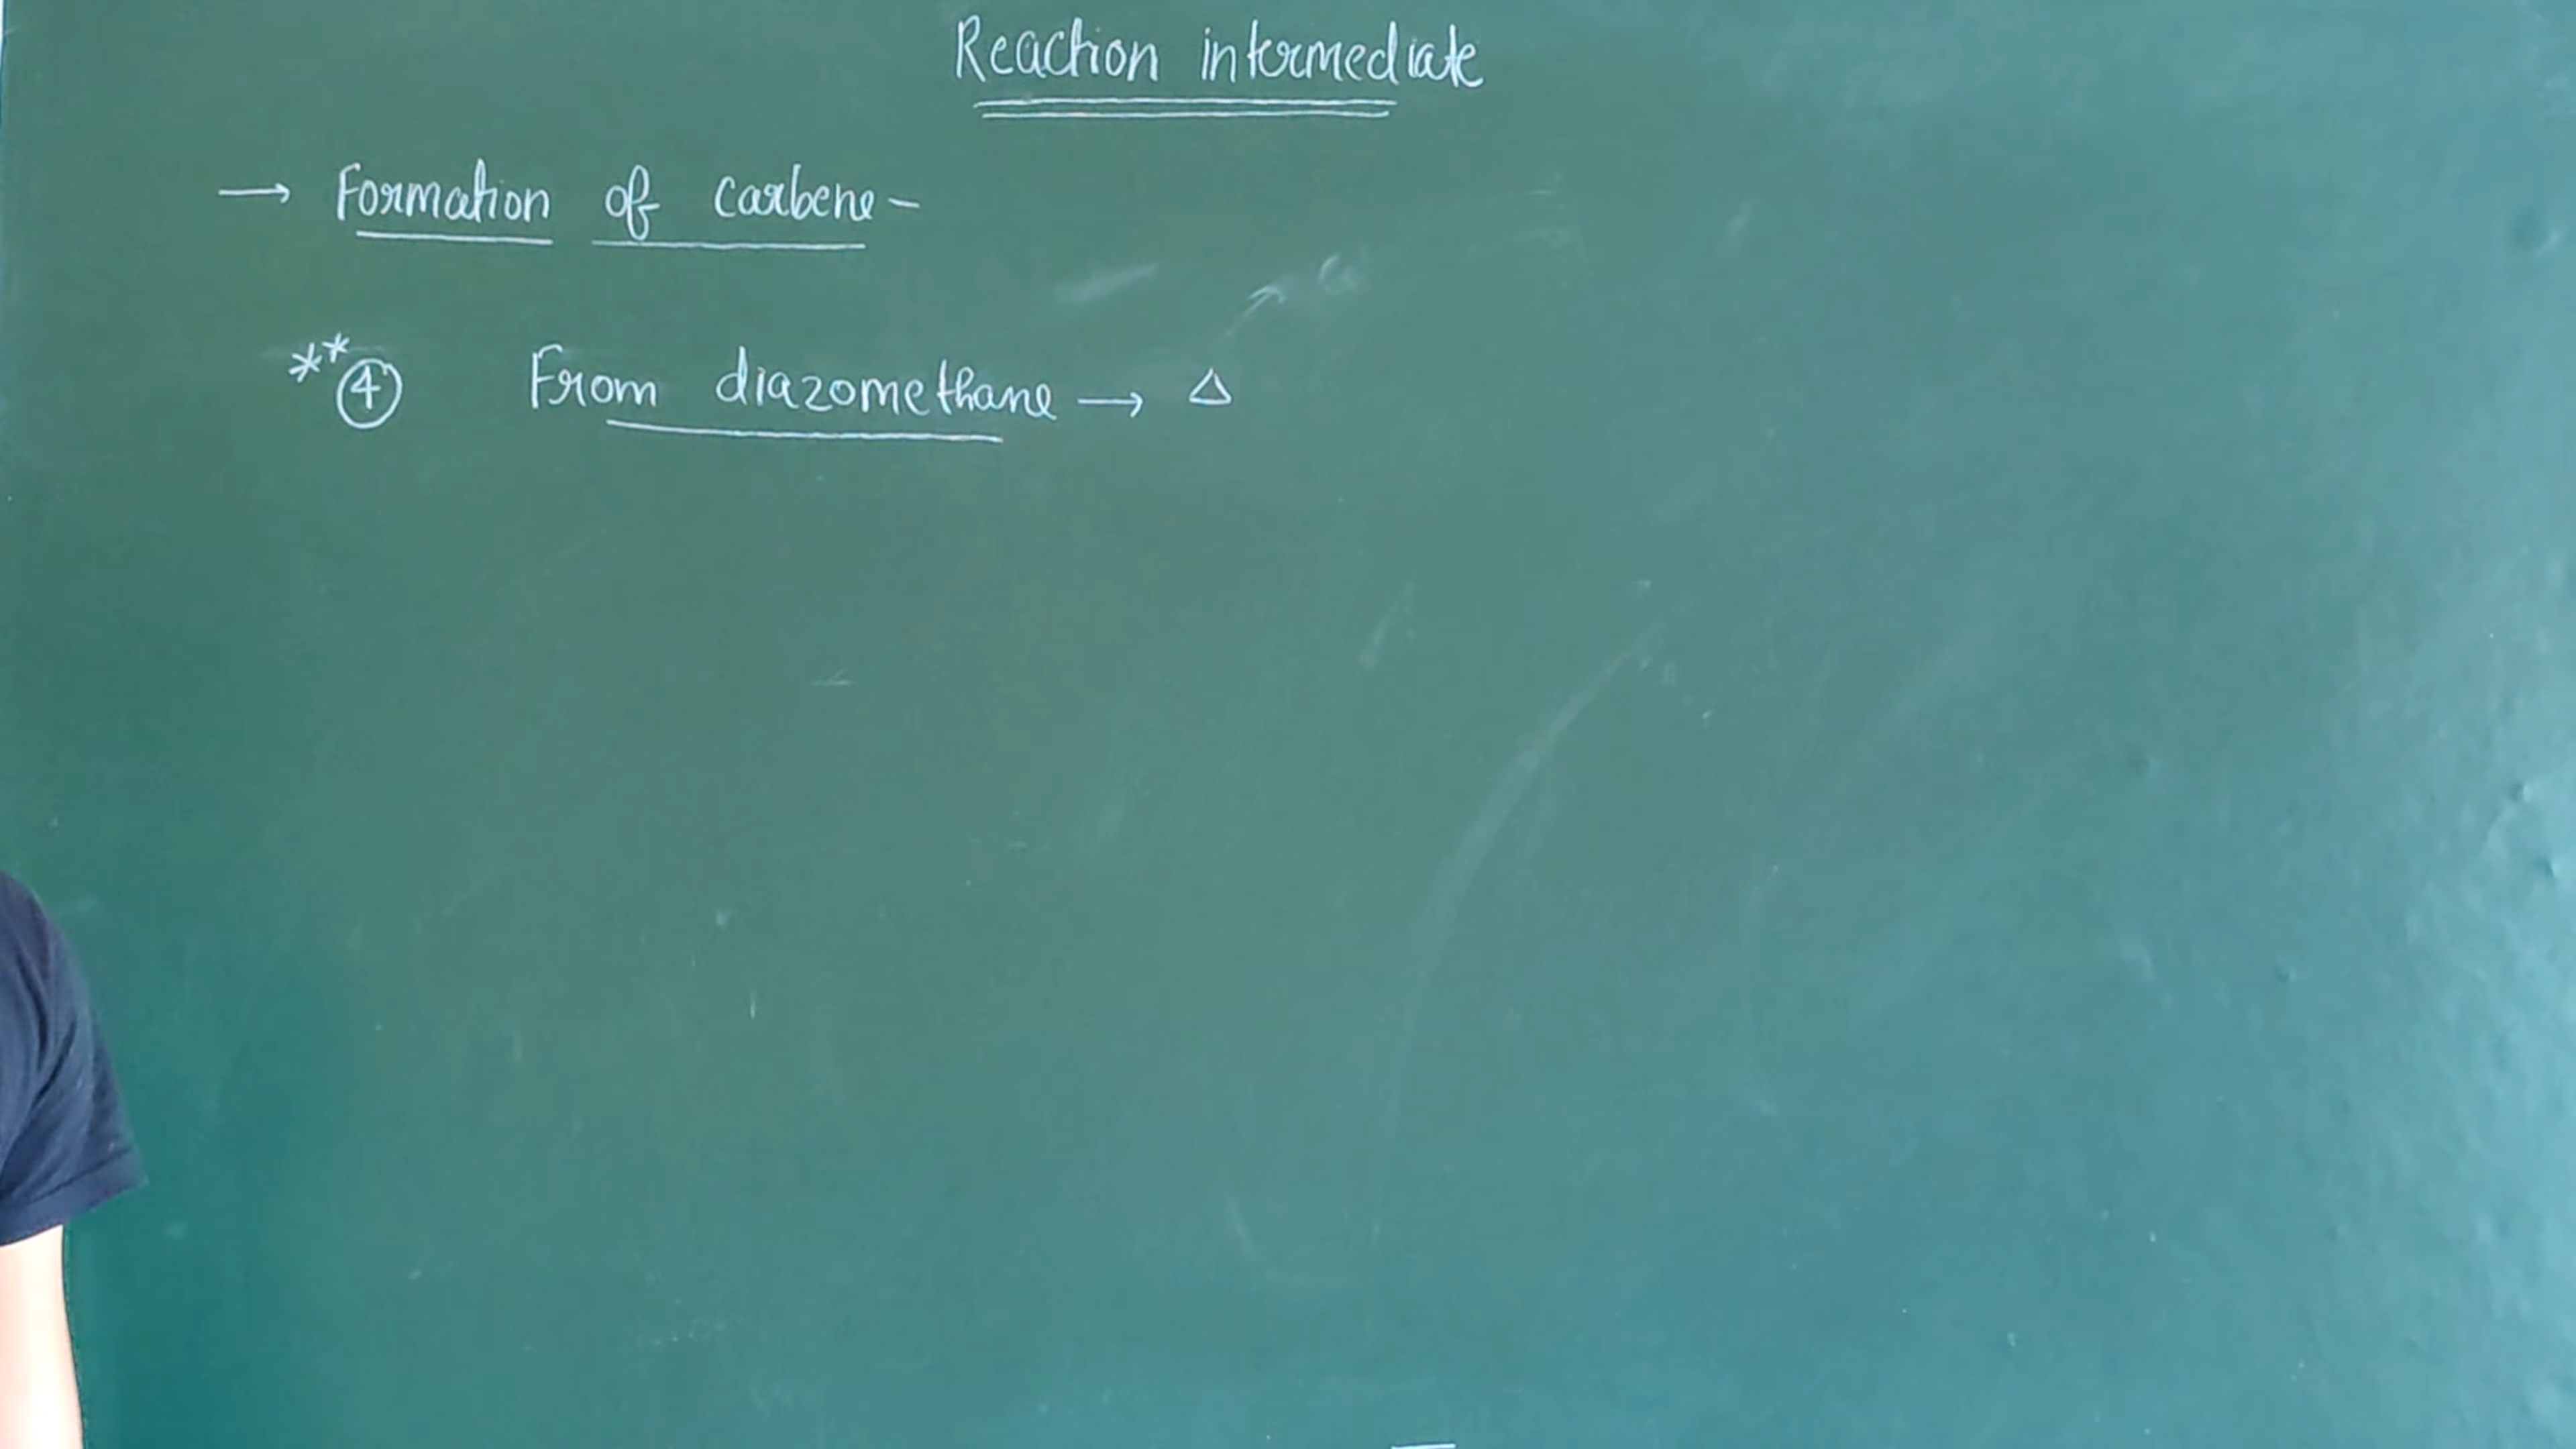 Reaction intermediate
→ Formation of carbene -
** ④ From diazomethane → Δ